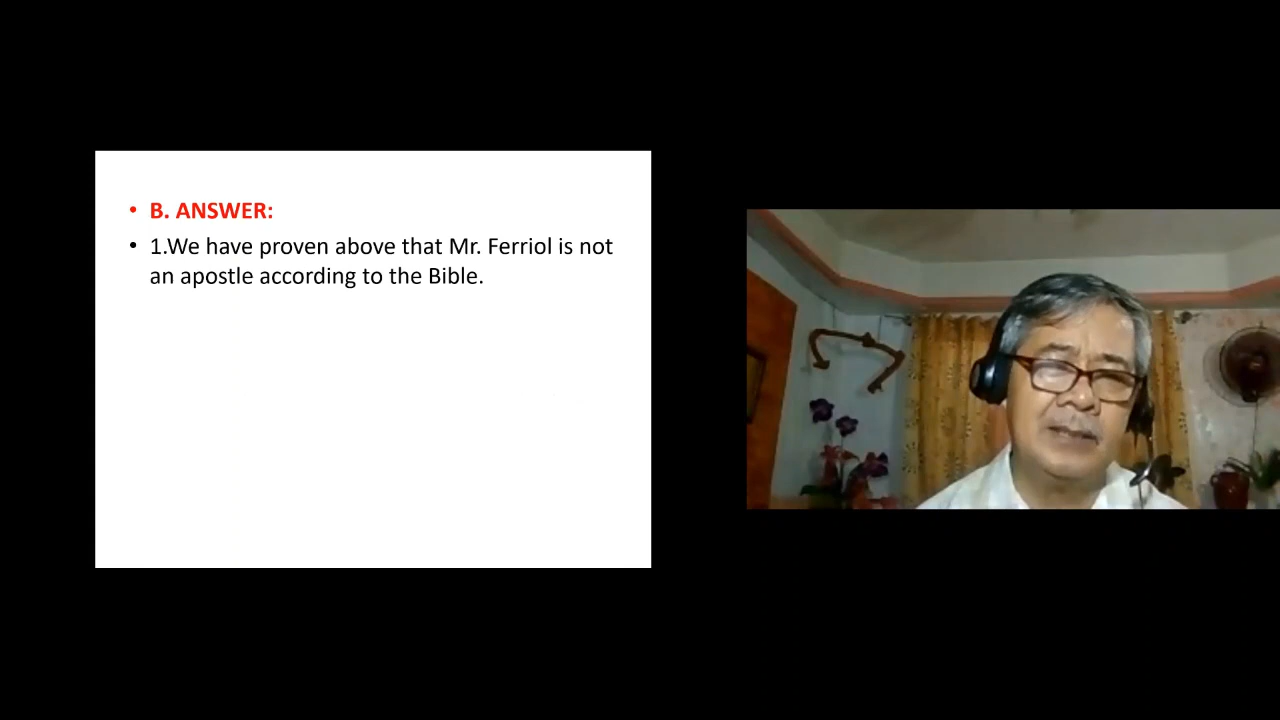 • B. ANSWER:
• 1.We have proven above that Mr. Ferriol is not
an apostle according to the Bible.